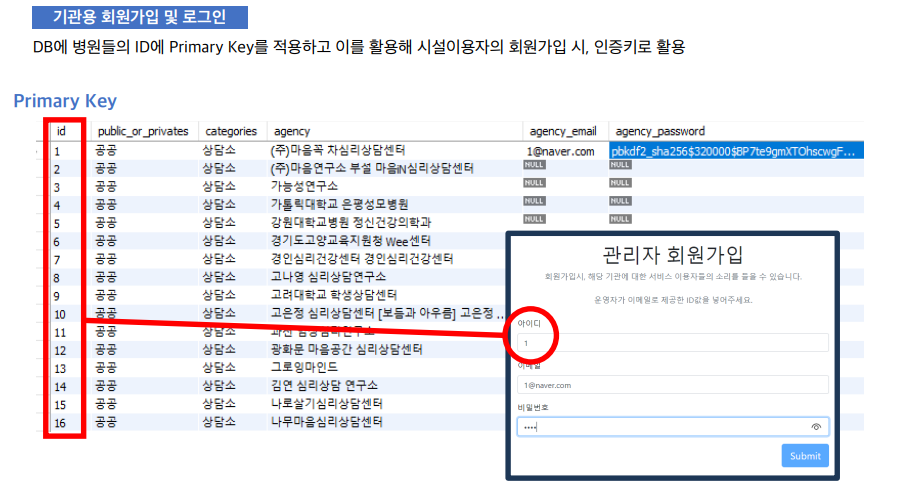 기관용 회원가입 및 로그인
DB에 병원들의 ID에 Primary Key를 적용하고 이를 활용해 시설이용자의 회원가입 시, 인증키로 활용
Primary Key
id public_or_privates categories agency agency_email agency_password
1 공공 상담소 (주)마음꼭 차심리상담센터 1@naver.com pbkdf2_sha256$320000$BP7te9gmXTOhscwgF...
2 공공 상담소 (주)마음연구소 부설 마음iN심리상담센터 NULL NULL
3 공공 상담소 가능성연구소 NULL NULL
4 공공 상담소 가톨릭대학교 은평성모병원 NULL NULL
5 공공 상담소 강원대학교병원 정신건강의학과 NULL NULL
6 공공 상담소 경기도고양교육지원청 Wee센터
7 공공 상담소 경인심리건강센터 경인심리건강센터
8 공공 상담소 고나영 심리상담연구소
9 공공 상담소 고려대학교 학생상담센터
10 공공 상담소 고은정 심리상담센터 [보듬과 아우름] 고은정 ...
11 공공 상담소
12 공공 상담소 광화문 마음공간 심리상담센터
13 공공 상담소 그로잉마인드
14 공공 상담소 김연 심리상담 연구소
15 공공 상담소 나로살기심리상담센터
16 공공 상담소 나무마음심리상담센터
관리자 회원가입
회원가입시, 해당 기관에 대한 서비스 이용자들의 소리를 들을 수 있습니다.
운영자가 이메일로 제공한 ID값을 넣어주세요.
아이디
1
이메일
1@naver.com
비밀번호
••••
Submit